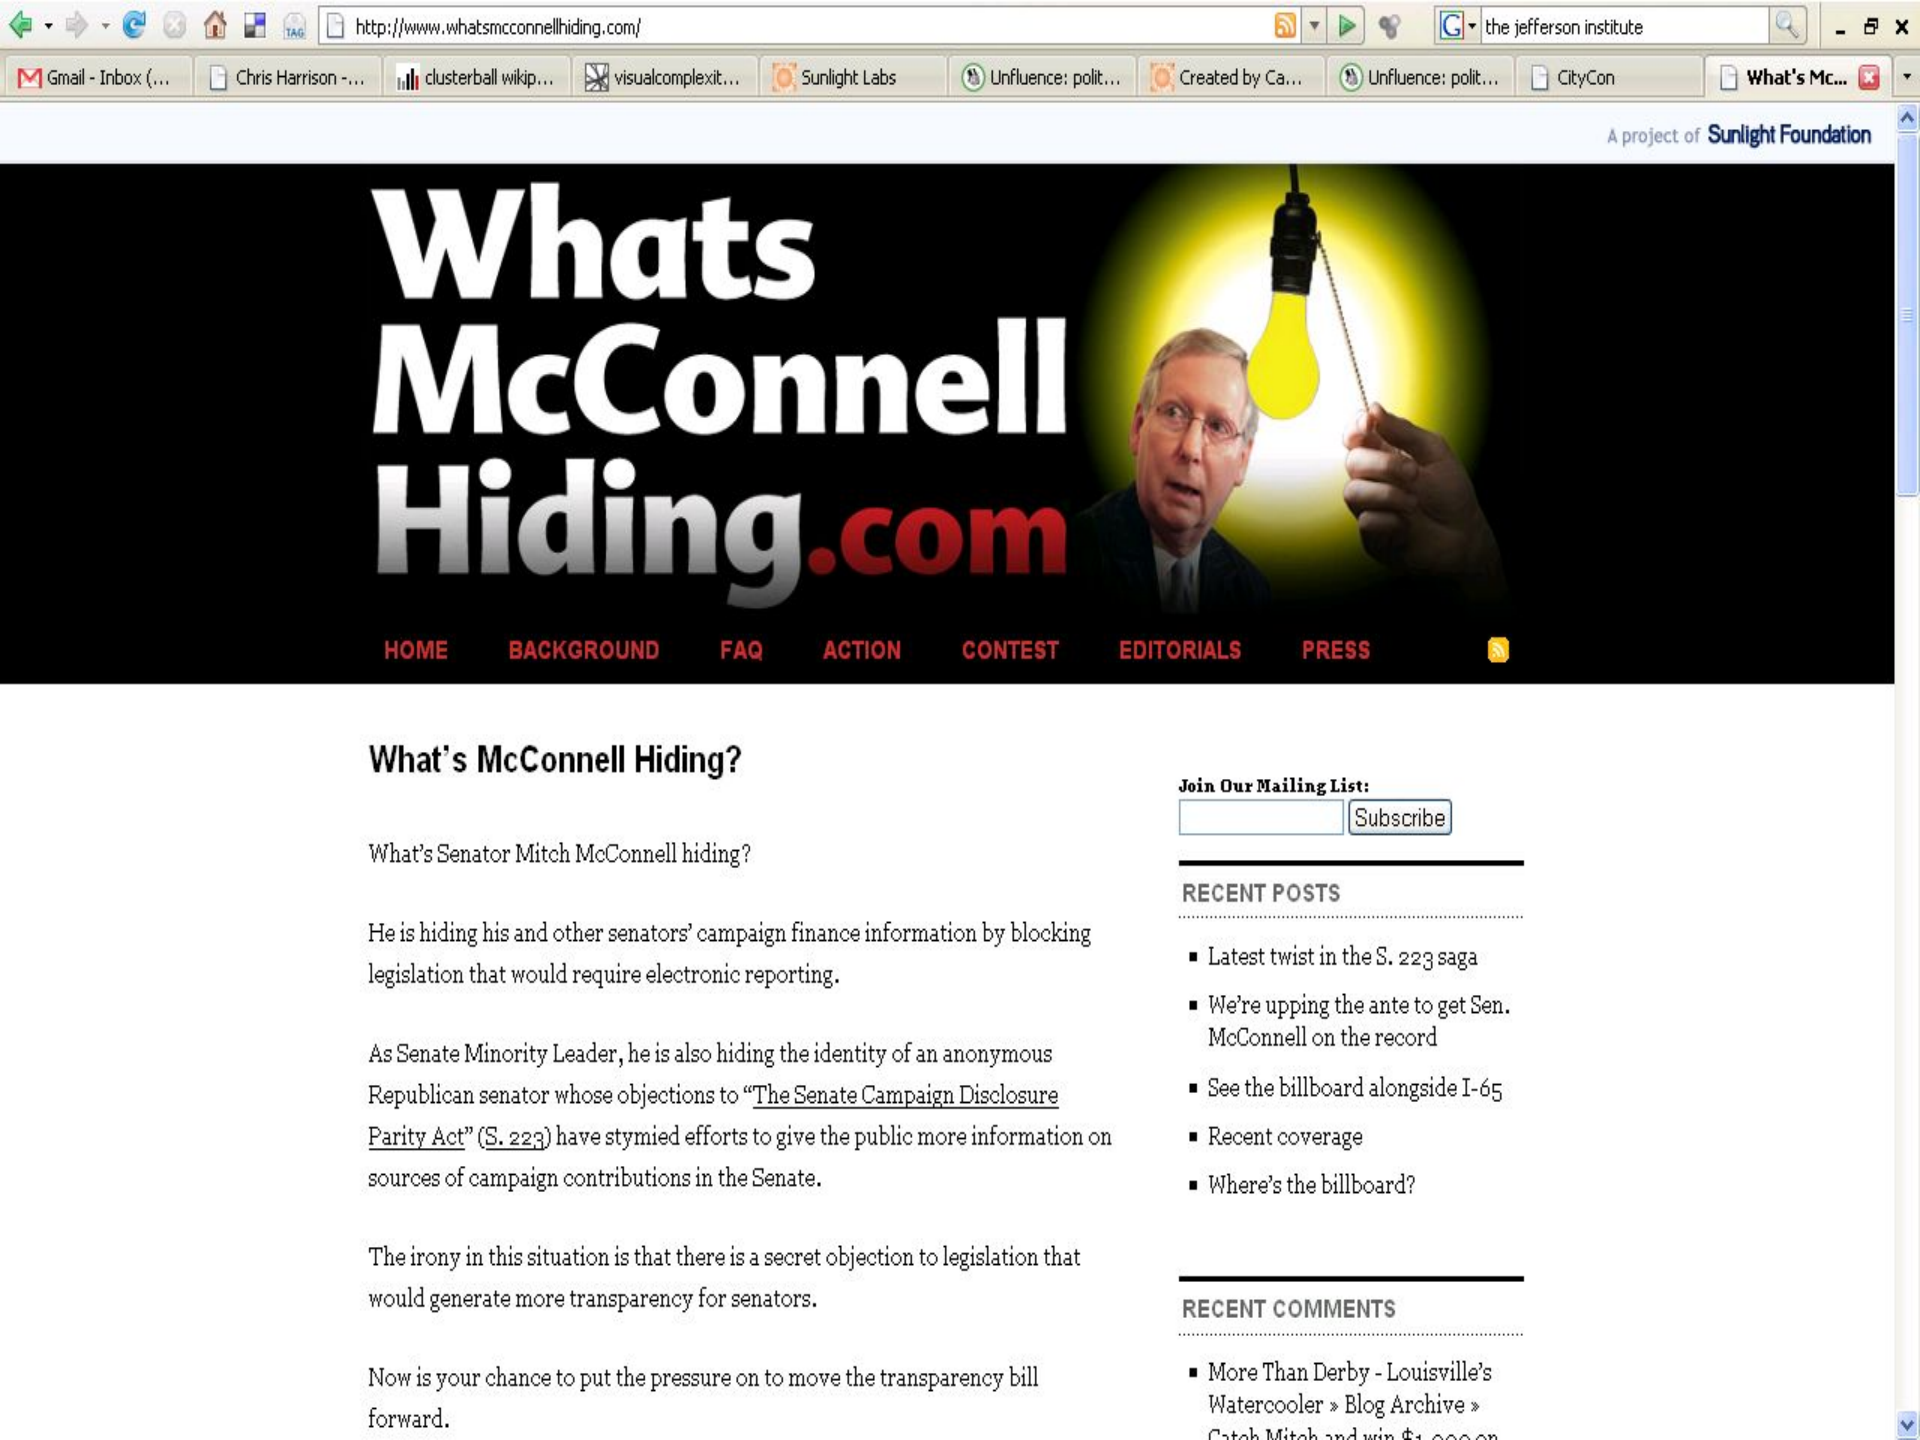 http://www.whatsmcconnellhiding.com/
TAG
G
the jefferson institute
Gmail - Inbox (...
Chris Harrison -...
clusterball wikip...
visualcomplexit...
Sunlight Labs
Unfluence: polit...
Created by Ca...
Unfluence: polit...
CityCon
What's Mc...
A project of Sunlight Foundation
Whats
McConnell
Hiding.com
HOME BACKGROUND FAQ ACTION CONTEST EDITORIALS PRESS
What's McConnell Hiding?
What's Senator Mitch McConnell hiding?
He is hiding his and other senators' campaign finance information by blocking
legislation that would require electronic reporting.
As Senate Minority Leader, he is also hiding the identity of an anonymous
Republican senator whose objections to “The Senate Campaign Disclosure
Parity Act” (S. 223) have stymied efforts to give the public more information on
sources of campaign contributions in the Senate.
The irony in this situation is that there is a secret objection to legislation that
would generate more transparency for senators.
Now is your chance to put the pressure on to move the transparency bill
forward.
Join Our Mailing List:
Subscribe
RECENT POSTS
Latest twist in the S. 223 saga
We're upping the ante to get Sen.
McConnell on the record
See the billboard alongside I-65
Recent coverage
Where's the billboard?
RECENT COMMENTS
More Than Derby - Louisville's
Watercooler » Blog Archive »
Catch Mitch and win $1,000 on